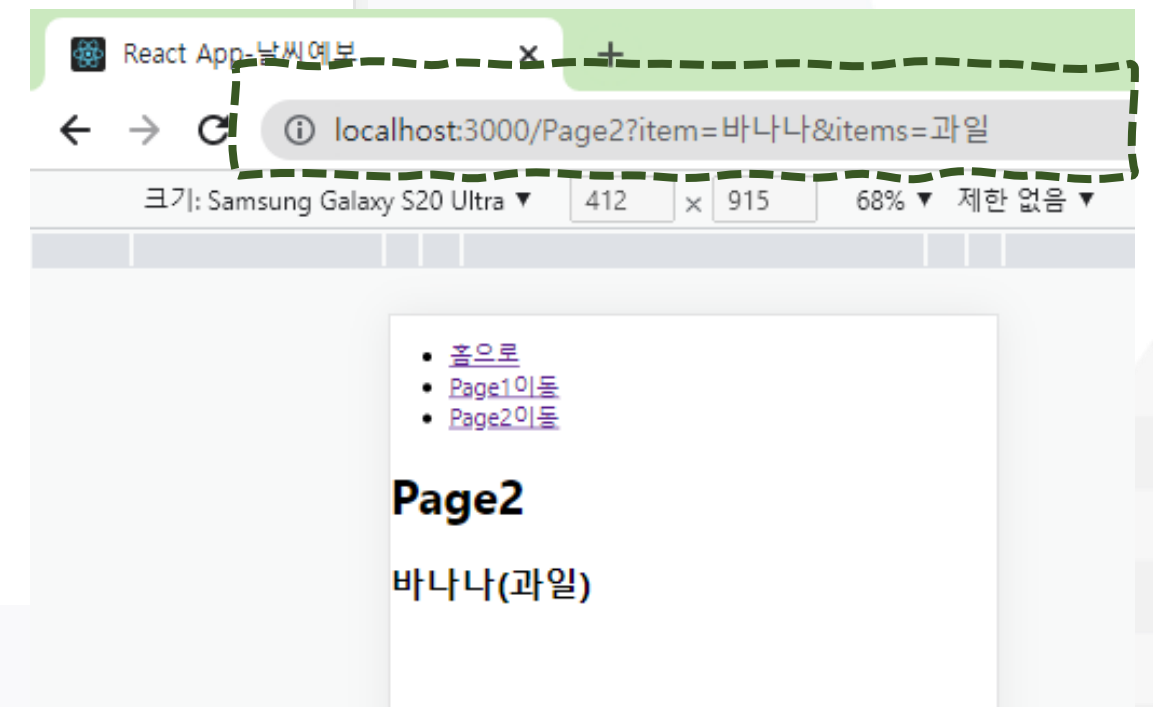 React App-날씨예보
localhost:3000/Page2?item=바나나&items=과일
크기: Samsung Galaxy S20 Ultra ▼ 412 × 915 68% ▼ 제한 없음 ▼
홈으로
Page1이동
Page2이동
Page2
바나나(과일)